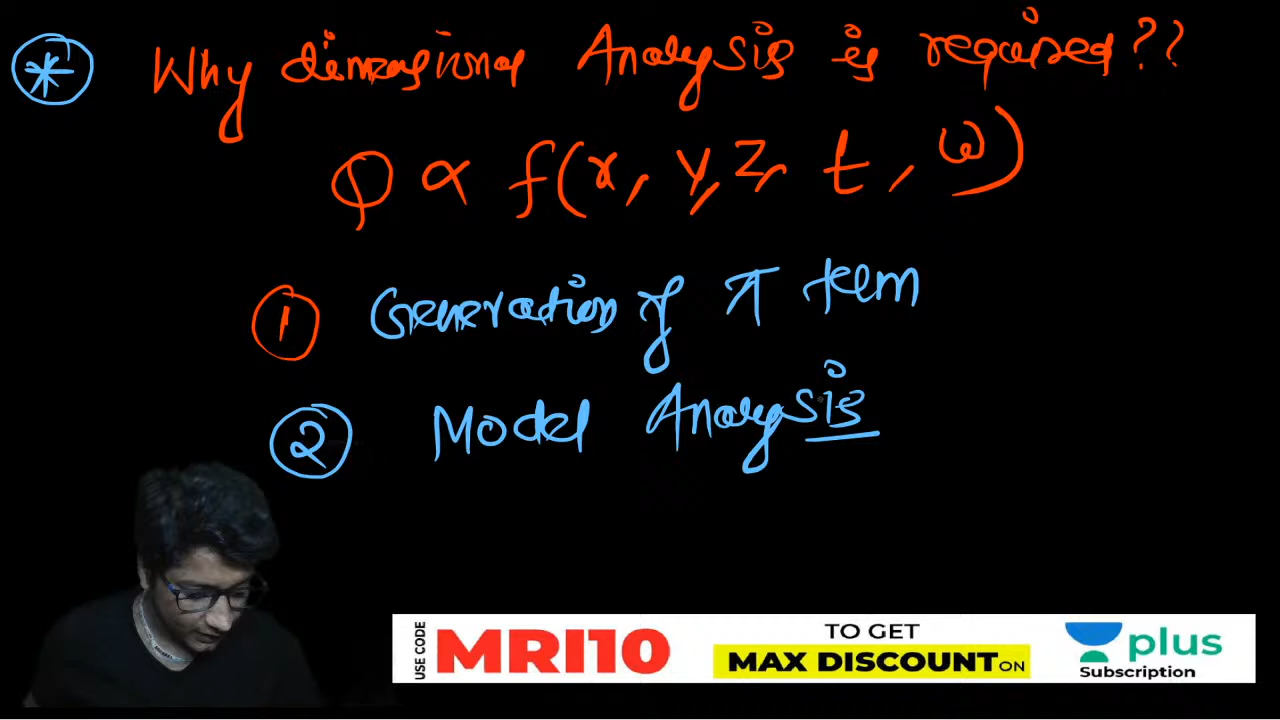 * Why dimensional Analysis is required??
φ ∝ f(x, y, z, t, ω)
① Generation of π term
② Model Analysis
USE CODE MRI10 TO GET MAX DISCOUNT ON plus Subscription